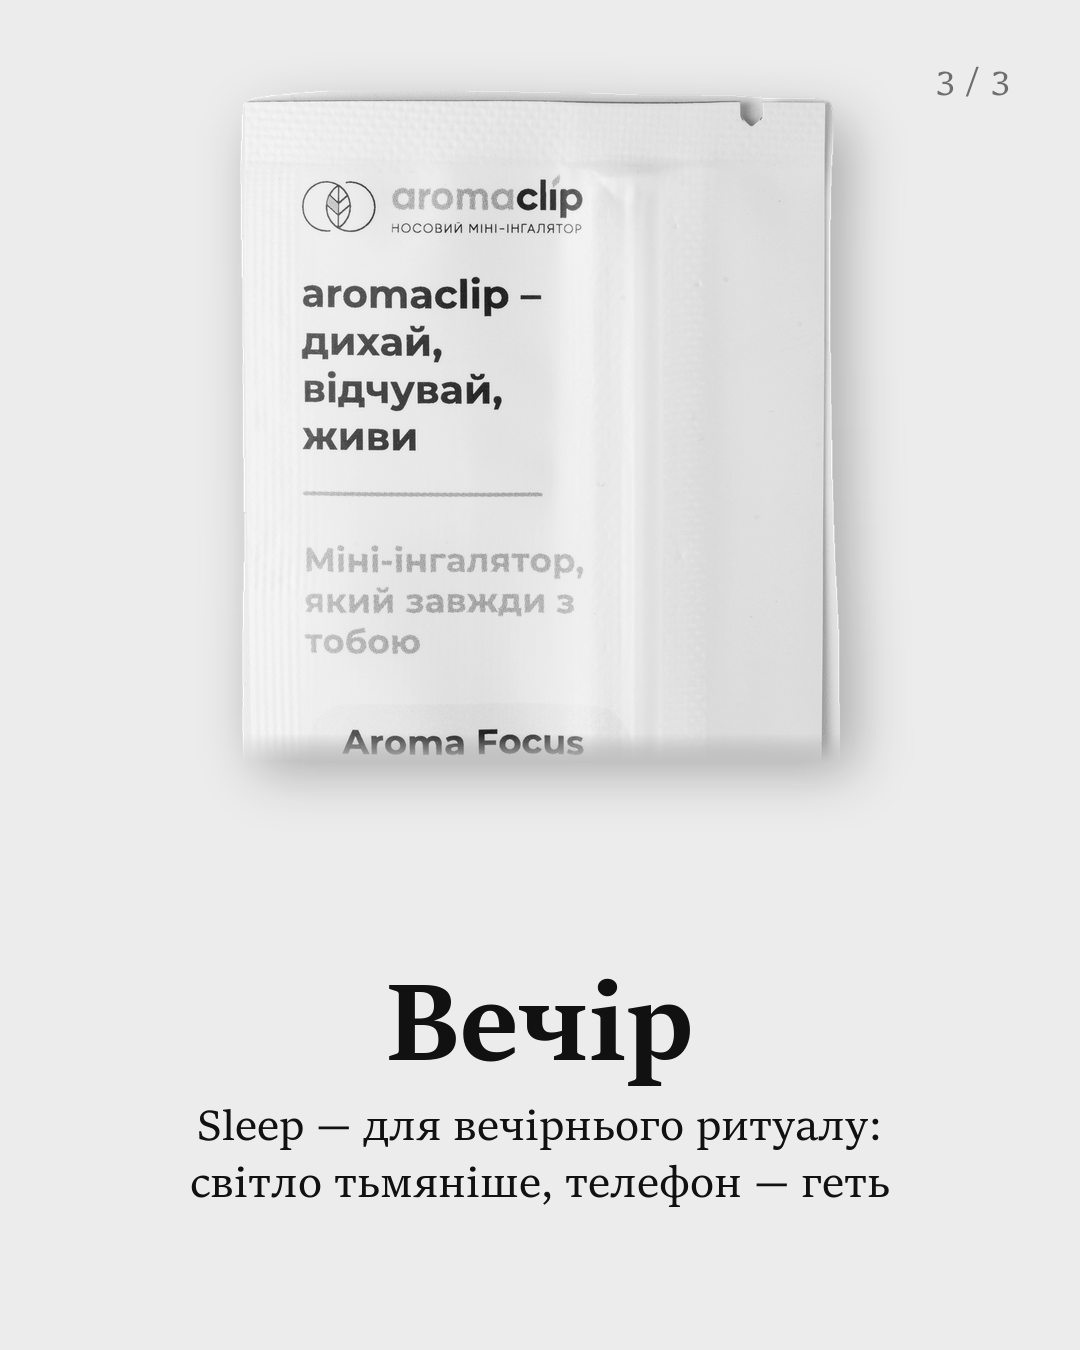 3 / 3
aromaclip
НОСОВИЙ МІНІ-ІНГАЛЯТОР
aromaclip –
дихай,
відчувай,
живи
Міні-інгалятор,
який завжди з
тобою
Aroma Focus
Вечір
Sleep — для вечірнього ритуалу:
світло тьмяніше, телефон — геть